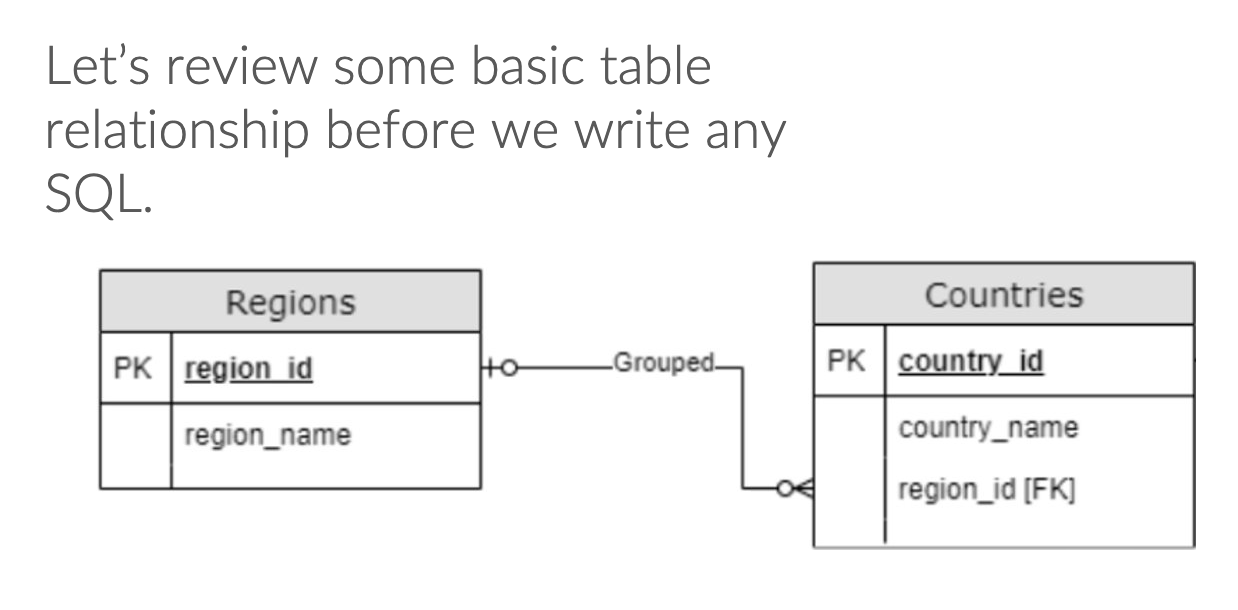 Let’s review some basic table
relationship before we write any
SQL.
Regions
PK region_id
region_name
Grouped
Countries
PK country_id
country_name
region_id [FK]